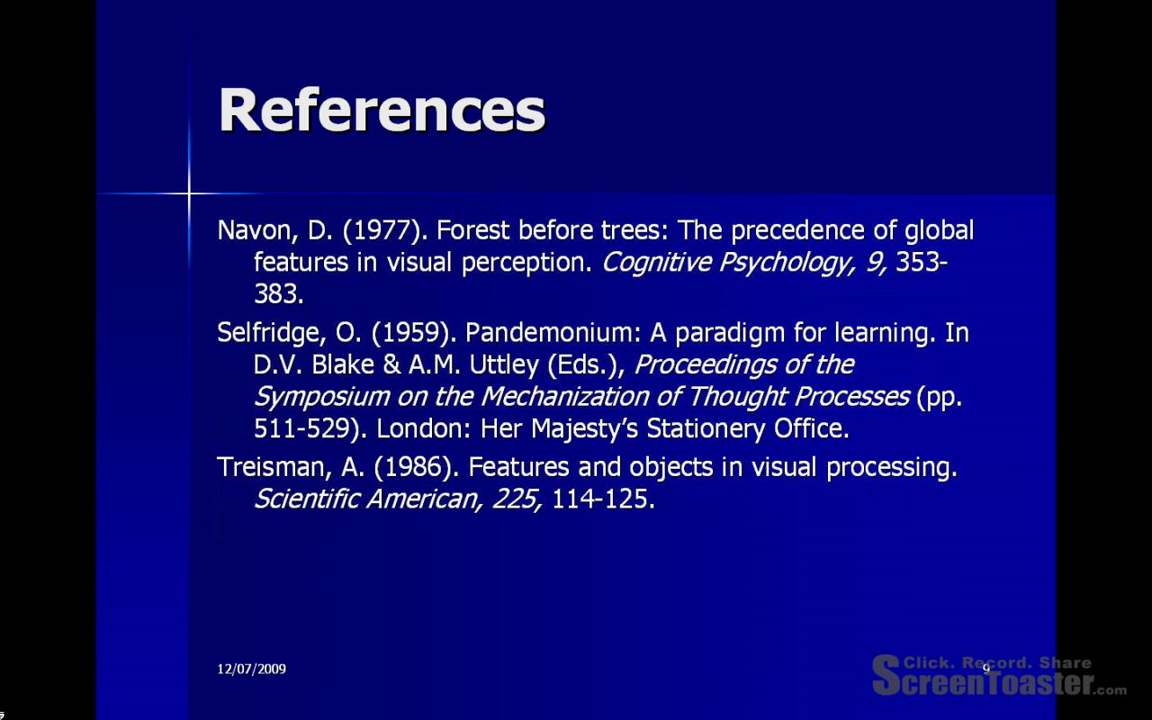 References
Navon, D. (1977). Forest before trees: The precedence of global
features in visual perception. Cognitive Psychology, 9, 353-
383.
Selfridge, O. (1959). Pandemonium: A paradigm for learning. In
D.V. Blake & A.M. Uttley (Eds.), Proceedings of the
Symposium on the Mechanization of Thought Processes (pp.
511-529). London: Her Majesty’s Stationery Office.
Treisman, A. (1986). Features and objects in visual processing.
Scientific American, 225, 114-125.
12/07/2009
9
Click. Record. Share
ScreenToaster.com